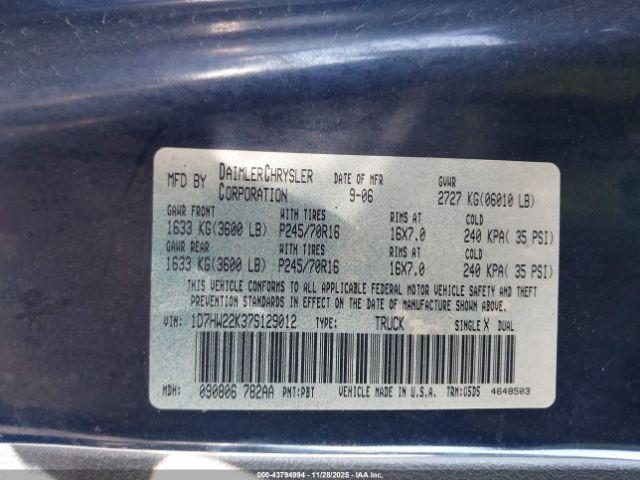 MFD BY DAIMLERCHRYSLER CORPORATION DATE OF MFR 9-06 GVWR 2727 KG(06010 LB)
GAWR FRONT WITH TIRES RIMS AT COLD
1633 KG(3600 LB) P245/70R16 16X7.0 240 KPA( 35 PSI)
GAWR REAR WITH TIRES RIMS AT COLD
1633 KG(3600 LB) P245/70R16 16X7.0 240 KPA( 35 PSI)
THIS VEHICLE CONFORMS TO ALL APPLICABLE FEDERAL MOTOR VEHICLE SAFETY AND THEFT
PREVENTION STANDARDS IN EFFECT ON THE DATE OF MANUFACTURE SHOWN ABOVE.
VIN: 1D7HW22K37S129012 TYPE: TRUCK SINGLE X DUAL
MDH: 090806 782AA PNT:PBT VEHICLE MADE IN U.S.A. TRM:G5D5 4648503
000-43794994 | 11/28/2025 - Copyright © 2025 IAA, Inc. All Rights Reserved.